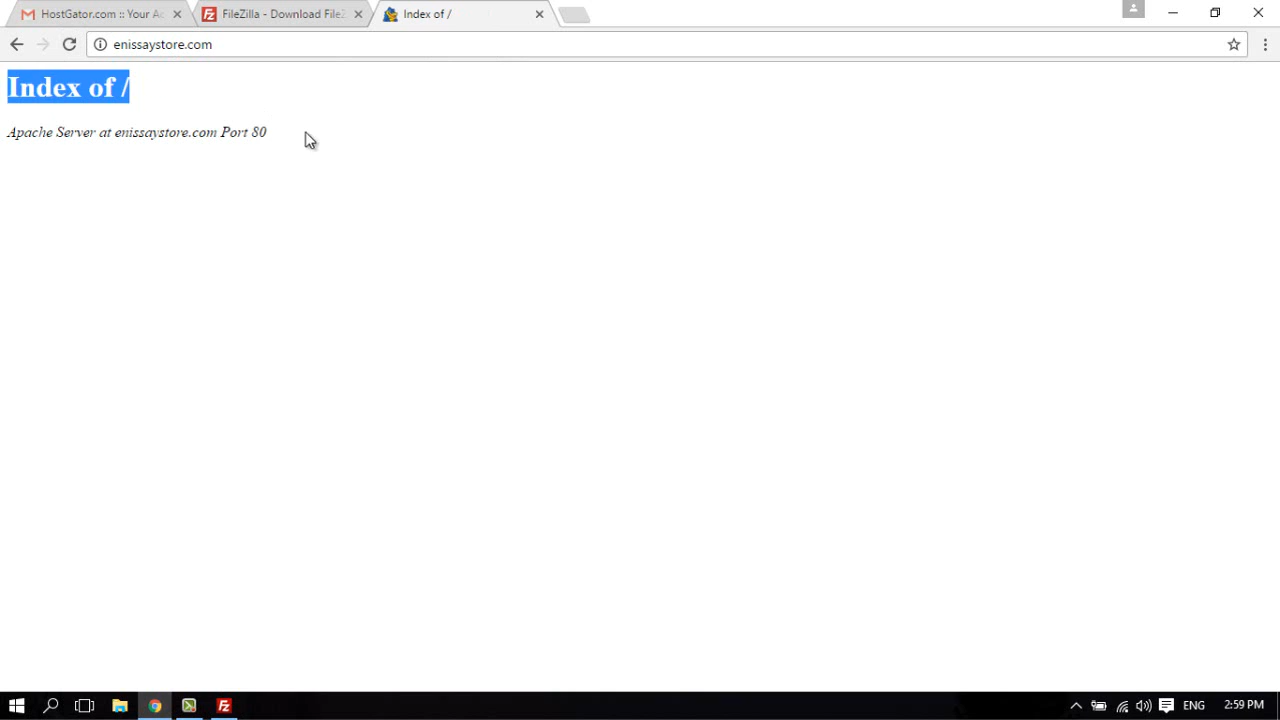 HostGator.com :: Your Ac
FileZilla - Download FileZ
Index of /
enissaystore.com
Index of /
Apache Server at enissaystore.com Port 80
ENG
2:59 PM